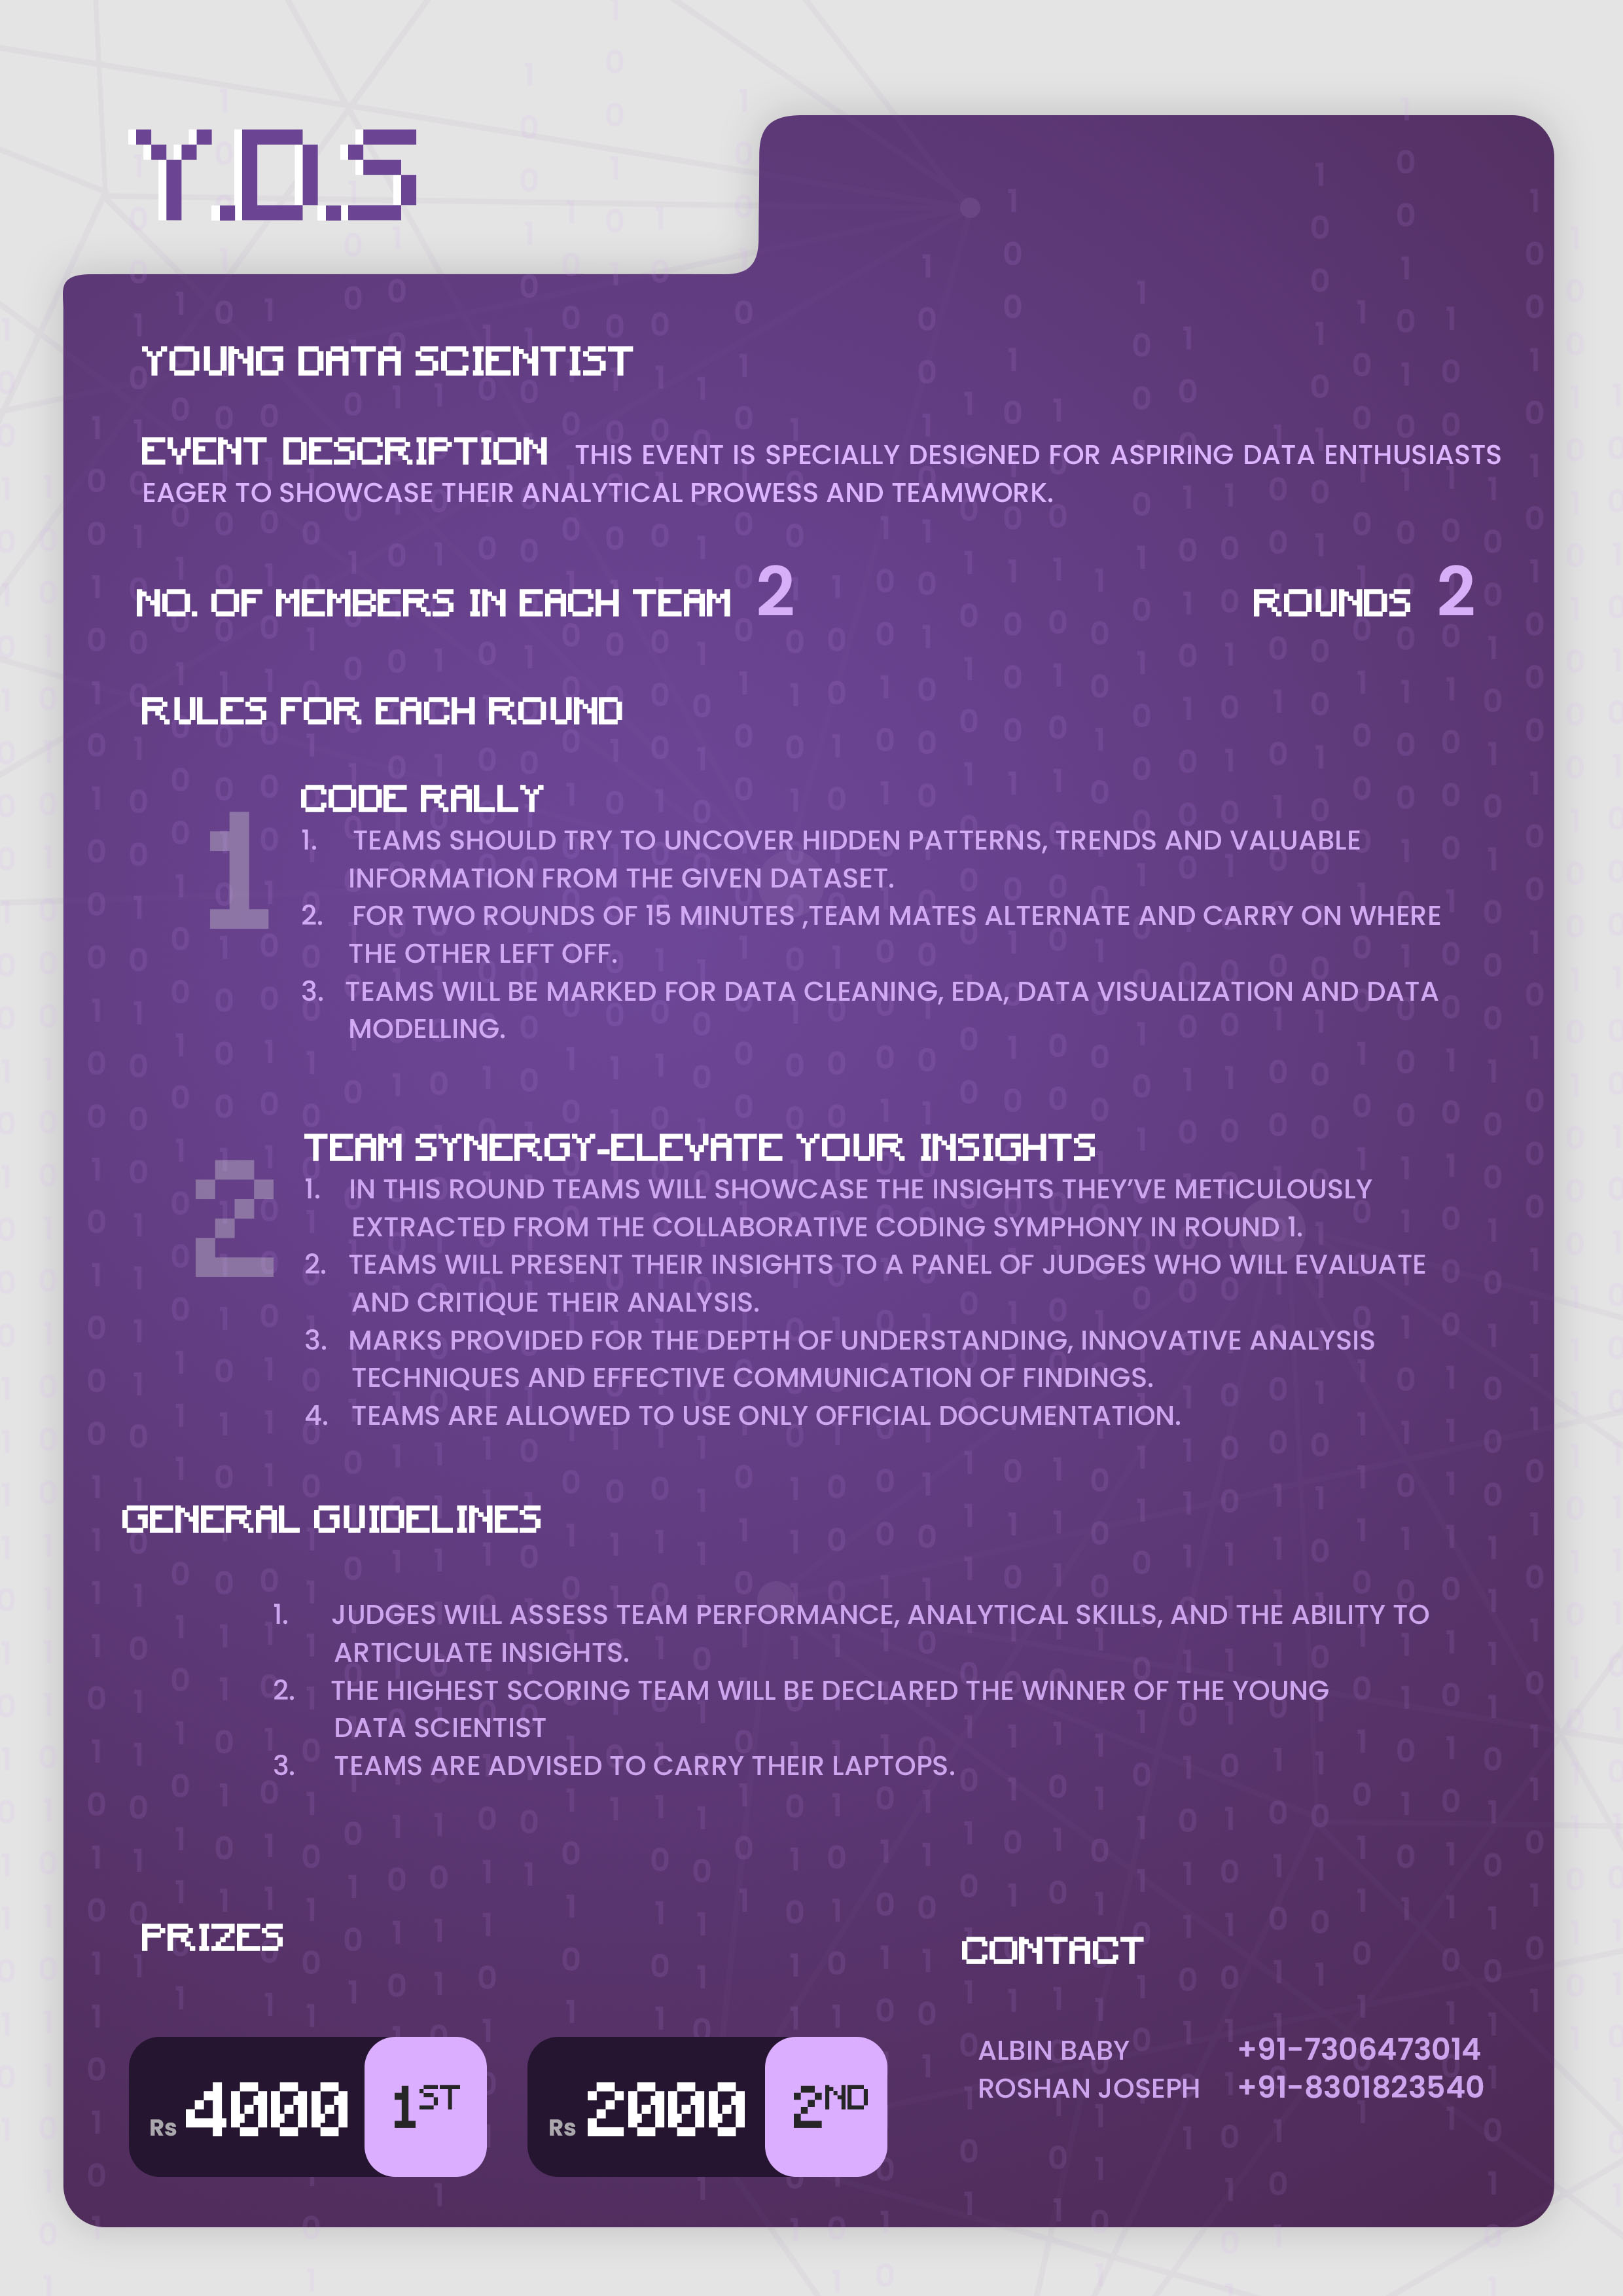 Y.D.S
YOUNG DATA SCIENTIST
EVENT DESCRIPTION THIS EVENT IS SPECIALLY DESIGNED FOR ASPIRING DATA ENTHUSIASTS
EAGER TO SHOWCASE THEIR ANALYTICAL PROWESS AND TEAMWORK.
NO. OF MEMBERS IN EACH TEAM 2 ROUNDS 2
RULES FOR EACH ROUND
1
CODE RALLY
1. TEAMS SHOULD TRY TO UNCOVER HIDDEN PATTERNS, TRENDS AND VALUABLE
INFORMATION FROM THE GIVEN DATASET.
2. FOR TWO ROUNDS OF 15 MINUTES ,TEAM MATES ALTERNATE AND CARRY ON WHERE
THE OTHER LEFT OFF.
3. TEAMS WILL BE MARKED FOR DATA CLEANING, EDA, DATA VISUALIZATION AND DATA
MODELLING.
2
TEAM SYNERGY-ELEVATE YOUR INSIGHTS
1. IN THIS ROUND TEAMS WILL SHOWCASE THE INSIGHTS THEY'VE METICULOUSLY
EXTRACTED FROM THE COLLABORATIVE CODING SYMPHONY IN ROUND 1.
2. TEAMS WILL PRESENT THEIR INSIGHTS TO A PANEL OF JUDGES WHO WILL EVALUATE
AND CRITIQUE THEIR ANALYSIS.
3. MARKS PROVIDED FOR THE DEPTH OF UNDERSTANDING, INNOVATIVE ANALYSIS
TECHNIQUES AND EFFECTIVE COMMUNICATION OF FINDINGS.
4. TEAMS ARE ALLOWED TO USE ONLY OFFICIAL DOCUMENTATION.
GENERAL GUIDELINES
1. JUDGES WILL ASSESS TEAM PERFORMANCE, ANALYTICAL SKILLS, AND THE ABILITY TO
ARTICULATE INSIGHTS.
2. THE HIGHEST SCORING TEAM WILL BE DECLARED THE WINNER OF THE YOUNG
DATA SCIENTIST
3. TEAMS ARE ADVISED TO CARRY THEIR LAPTOPS.
PRIZES
Rs 4000 1ST
Rs 2000 2ND
CONTACT
ALBIN BABY +91-7306473014
ROSHAN JOSEPH +91-8301823540